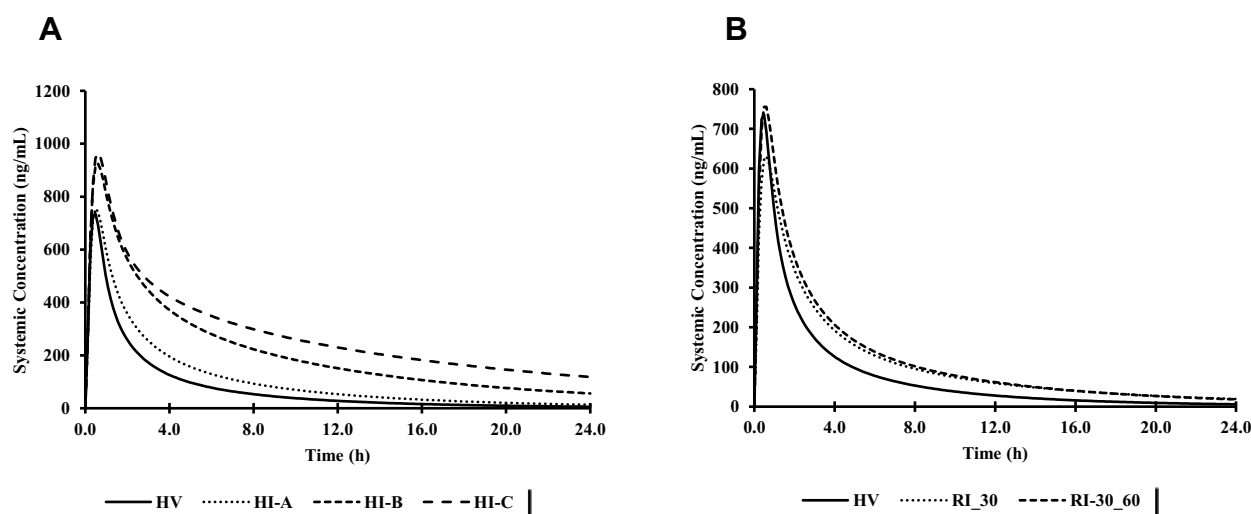 A
Systemic Concentration (ng/mL)
1200
1000
800
600
400
200
0
0.0 4.0 8.0 12.0 16.0 20.0 24.0
Time (h)
HV HI-A HI-B HI-C
B
Systemic Concentration (ng/mL)
800
700
600
500
400
300
200
100
0
0.0 4.0 8.0 12.0 16.0 20.0 24.0
Time (h)
HV RI_30 RI-30_60